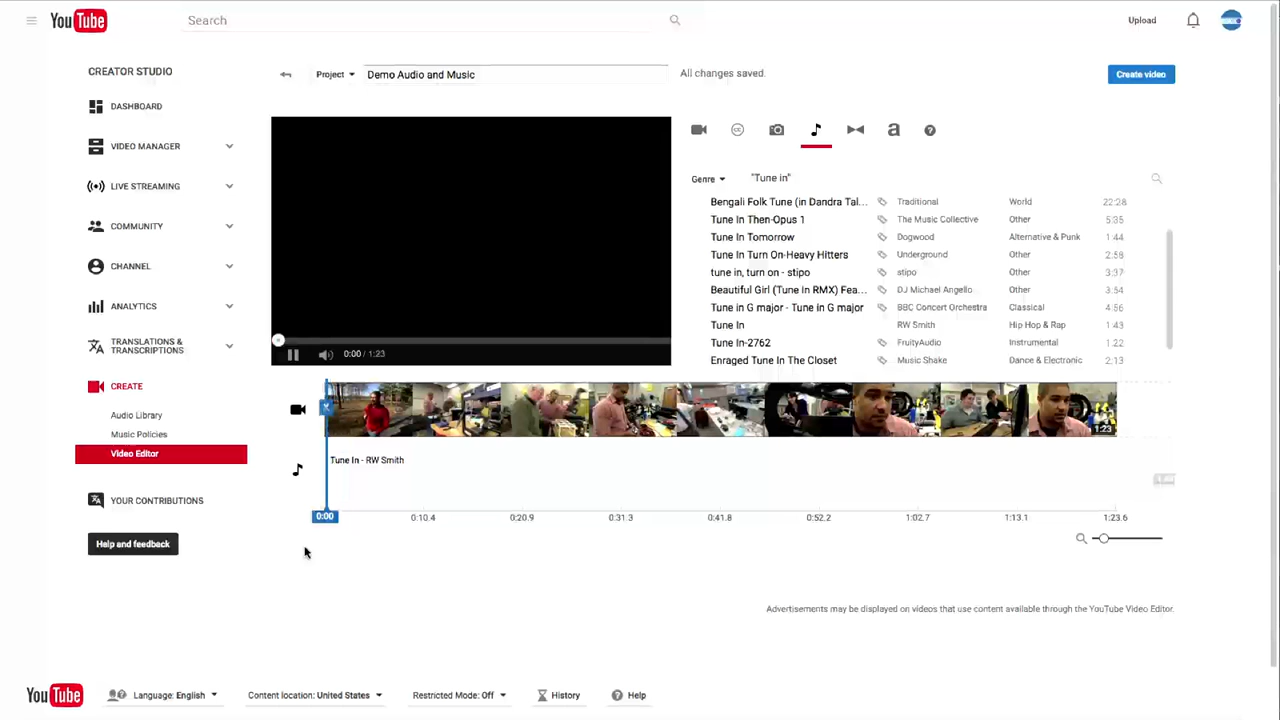 YouTube
Search
Upload
CREATOR STUDIO
Project
Demo Audio and Music
All changes saved.
Create video
DASHBOARD
VIDEO MANAGER
LIVE STREAMING
COMMUNITY
CHANNEL
ANALYTICS
TRANSLATIONS &
TRANSCRIPTIONS
CREATE
Audio Library
Music Policies
Video Editor
YOUR CONTRIBUTIONS
Help and feedback
0:00 / 1:23
CC
a
?
Genre "Tune in"
Bengali Folk Tune (in Dandra Tal... Traditional World 22:28
Tune In Then-Opus 1 The Music Collective Other 5:35
Tune In Tomorrow Dogwood Alternative & Punk 1:44
Tune In Turn On-Heavy Hitters Underground Other 2:58
tune in, turn on - stipo stipo Other 3:37
Beautiful Girl (Tune In RMX) Fea... DJ Michael Angello Other 3:54
Tune in G major - Tune in G major BBC Concert Orchestra Classical 4:56
Tune In RW Smith Hip Hop & Rap 1:43
Tune In-2762 FruityAudio Instrumental 1:22
Enraged Tune In The Closet Music Shake Dance & Electronic 2:13
1:23
Tune In - RW Smith
0:00 0:10.4 0:20.9 0:31.3 0:41.8 0:52.2 1:02.7 1:13.1 1:23.6
Advertisements may be displayed on videos that use content available through the YouTube Video Editor.
YouTube
Language: English
Content location: United States
Restricted Mode: Off
History
Help